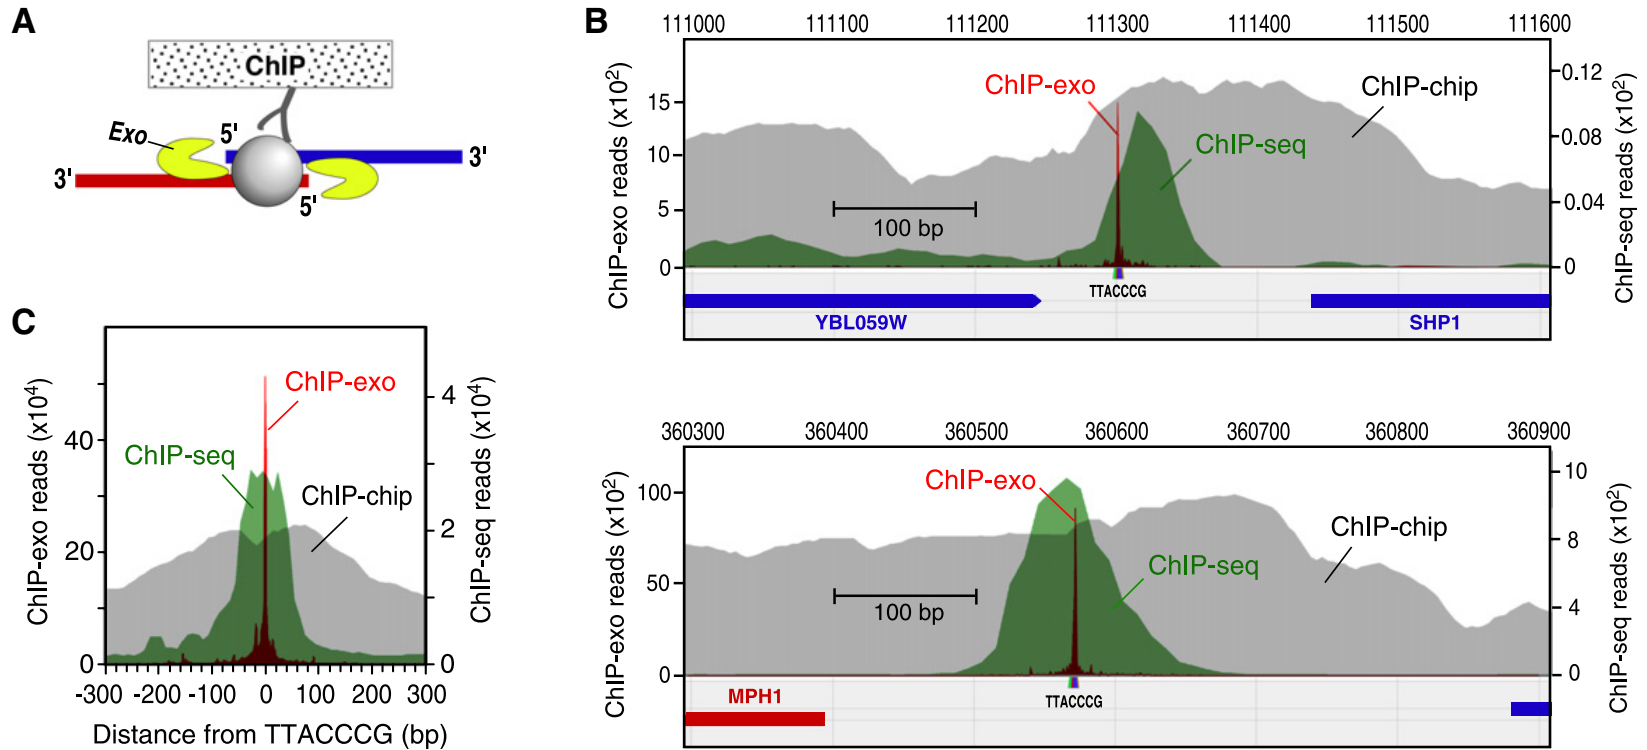 A
ChIP
Exo
5'
3'
3'
5'
B
111000 111100 111200 111300 111400 111500 111600
ChIP-exo reads (x10²)
15
10
5
0
ChIP-exo
ChIP-chip
ChIP-seq
100 bp
0.12
0.08
0.04
0
ChIP-seq reads (x10²)
TTACCCG
YBL059W
SHP1
360300 360400 360500 360600 360700 360800 360900
ChIP-exo reads (x10²)
100
50
0
ChIP-exo
ChIP-chip
ChIP-seq
100 bp
10
8
4
0
ChIP-seq reads (x10²)
MPH1
TTACCCG
C
ChIP-exo reads (x10⁴)
40
20
0
ChIP-exo
ChIP-seq
ChIP-chip
4
2
0
ChIP-seq reads (x10⁴)
-300 -200 -100 0 100 200 300
Distance from TTACCCG (bp)